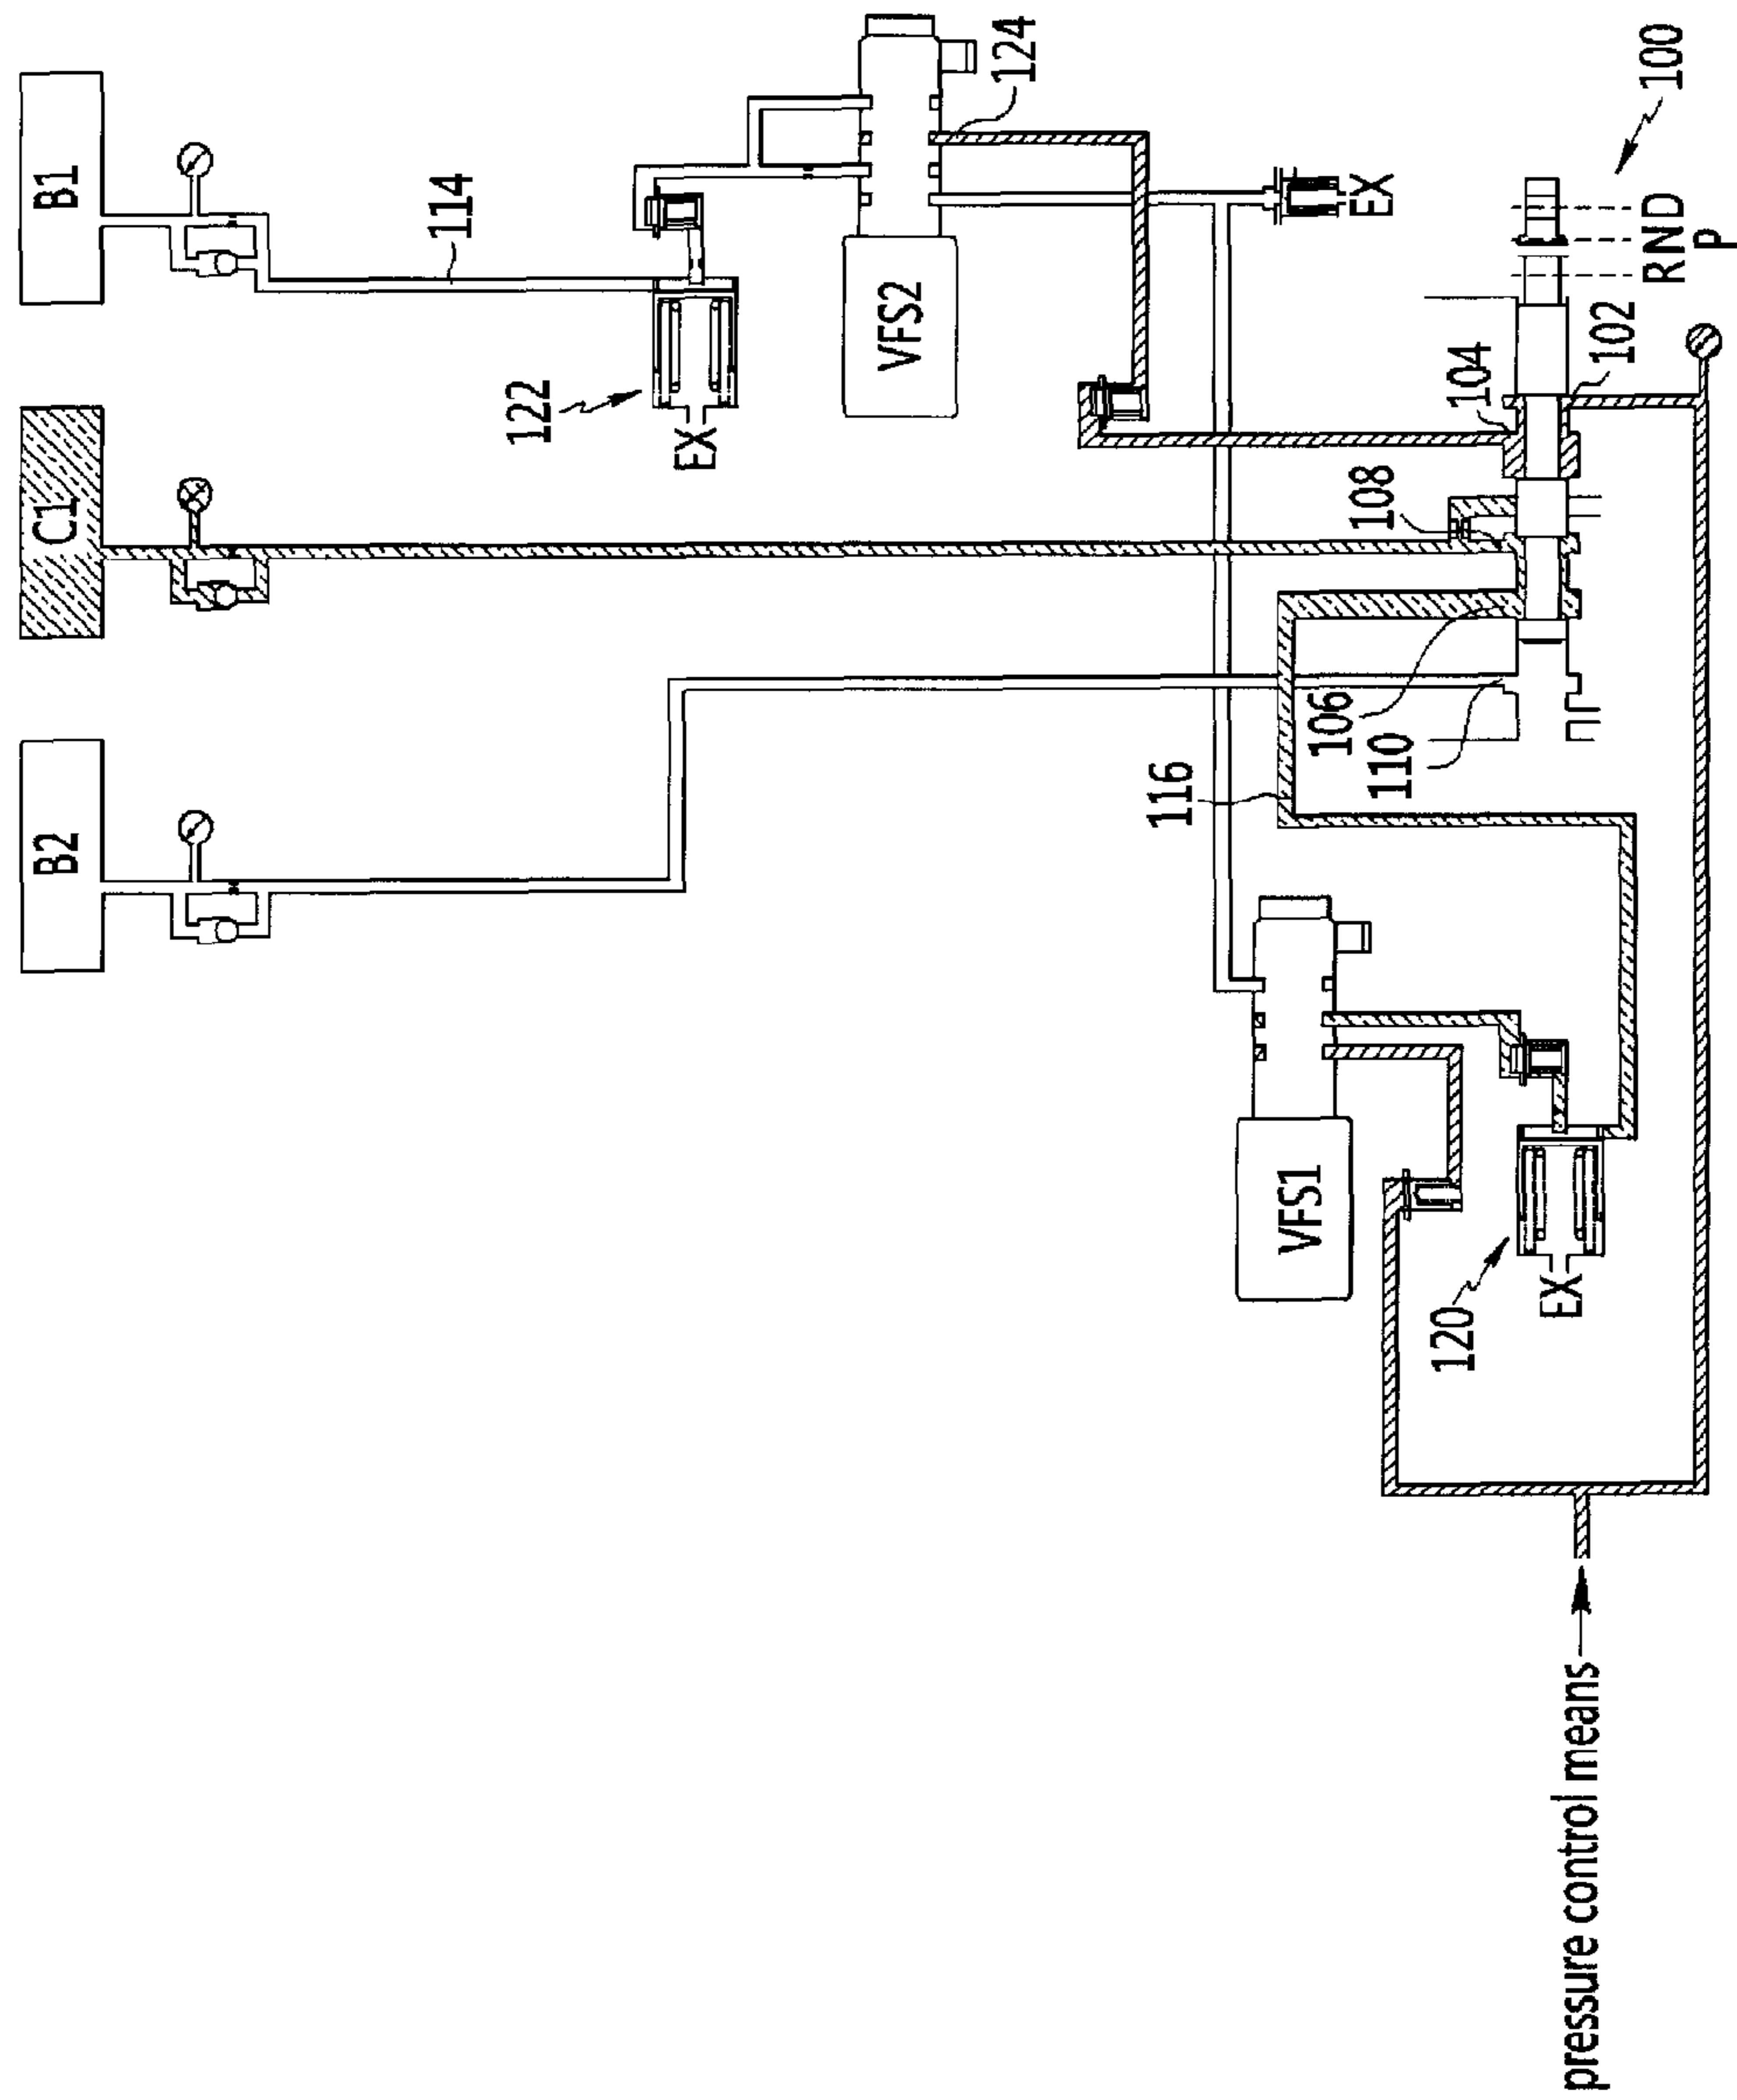 B1
C1
B2
114
122
EX
VFS2
124
EX
116
VFS1
120
EX
106
110
108
104
102
100
R N D
P
pressure control means